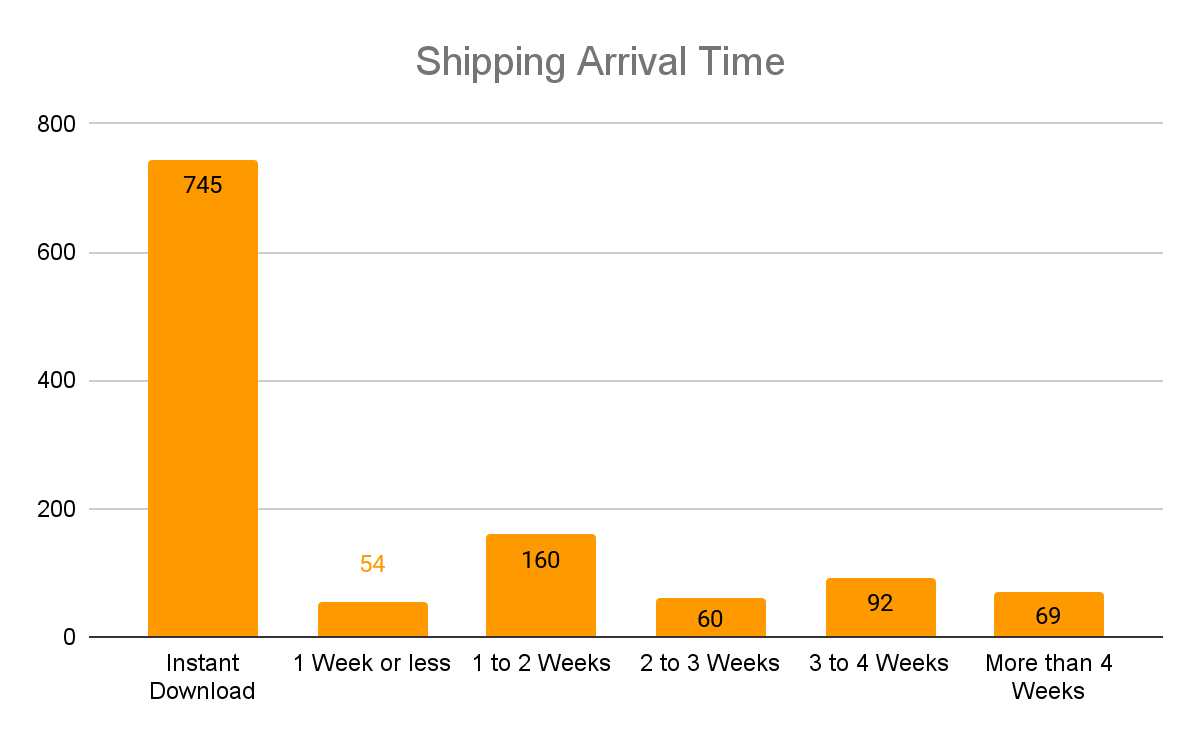 Shipping Arrival Time
800
600
400
200
0
745
54
160
60
92
69
Instant
Download
1 Week or less
1 to 2 Weeks
2 to 3 Weeks
3 to 4 Weeks
More than 4
Weeks